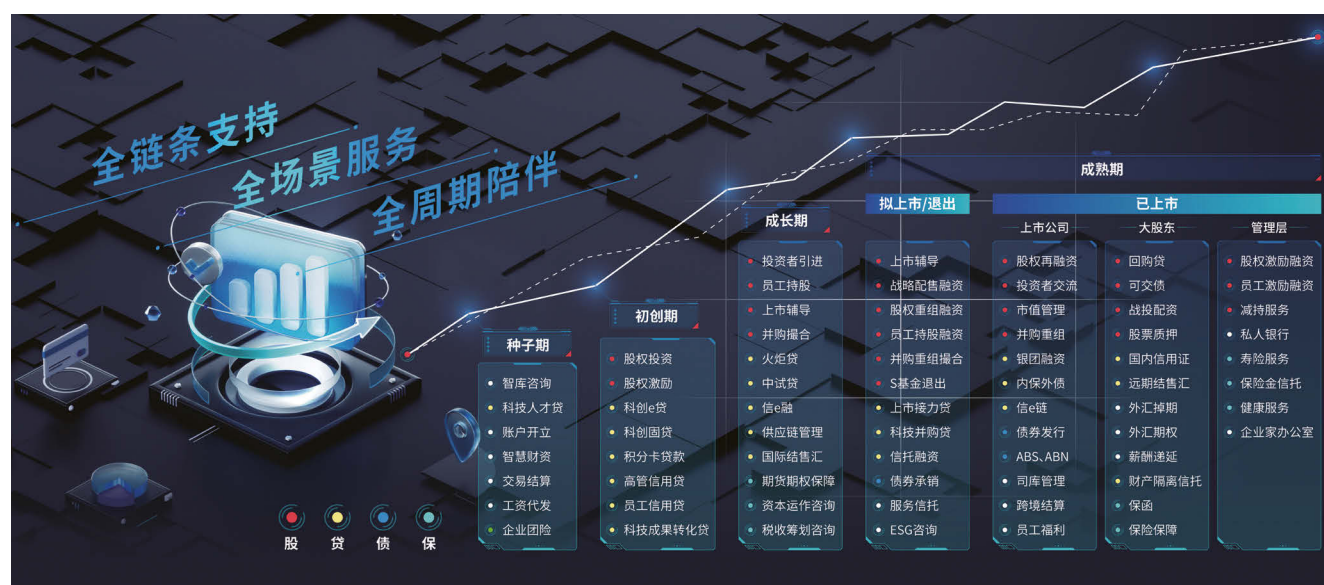 全链条支持
全场景服务
全周期陪伴
股
贷
债
保
种子期
智库咨询
科技人才贷
账户开立
智慧财资
交易结算
工资代发
企业团险
初创期
股权投资
股权激励
科创e贷
科创固贷
积分卡贷款
高管信用贷
员工信用贷
科技成果转化贷
成长期
投资者引进
员工持股
上市辅导
并购撮合
火炬贷
中试贷
信e融
供应链管理
国际结售汇
期货期权保障
资本运作咨询
税收筹划咨询
成熟期
拟上市/退出
上市辅导
战略配售融资
股权重组融资
员工持股融资
并购重组撮合
S基金退出
上市接力贷
科技并购贷
信托融资
债券承销
服务信托
ESG咨询
已上市
上市公司
股权再融资
投资者交流
市值管理
并购重组
银团融资
内保外债
信e链
债券发行
ABS、ABN
司库管理
跨境结算
员工福利
大股东
回购贷
可交债
战投配资
股票质押
国内信用证
远期结售汇
外汇掉期
外汇期权
薪酬递延
财产隔离信托
保函
保险保障
管理层
股权激励融资
员工激励融资
减持服务
私人银行
寿险服务
保险金信托
健康服务
企业家办公室